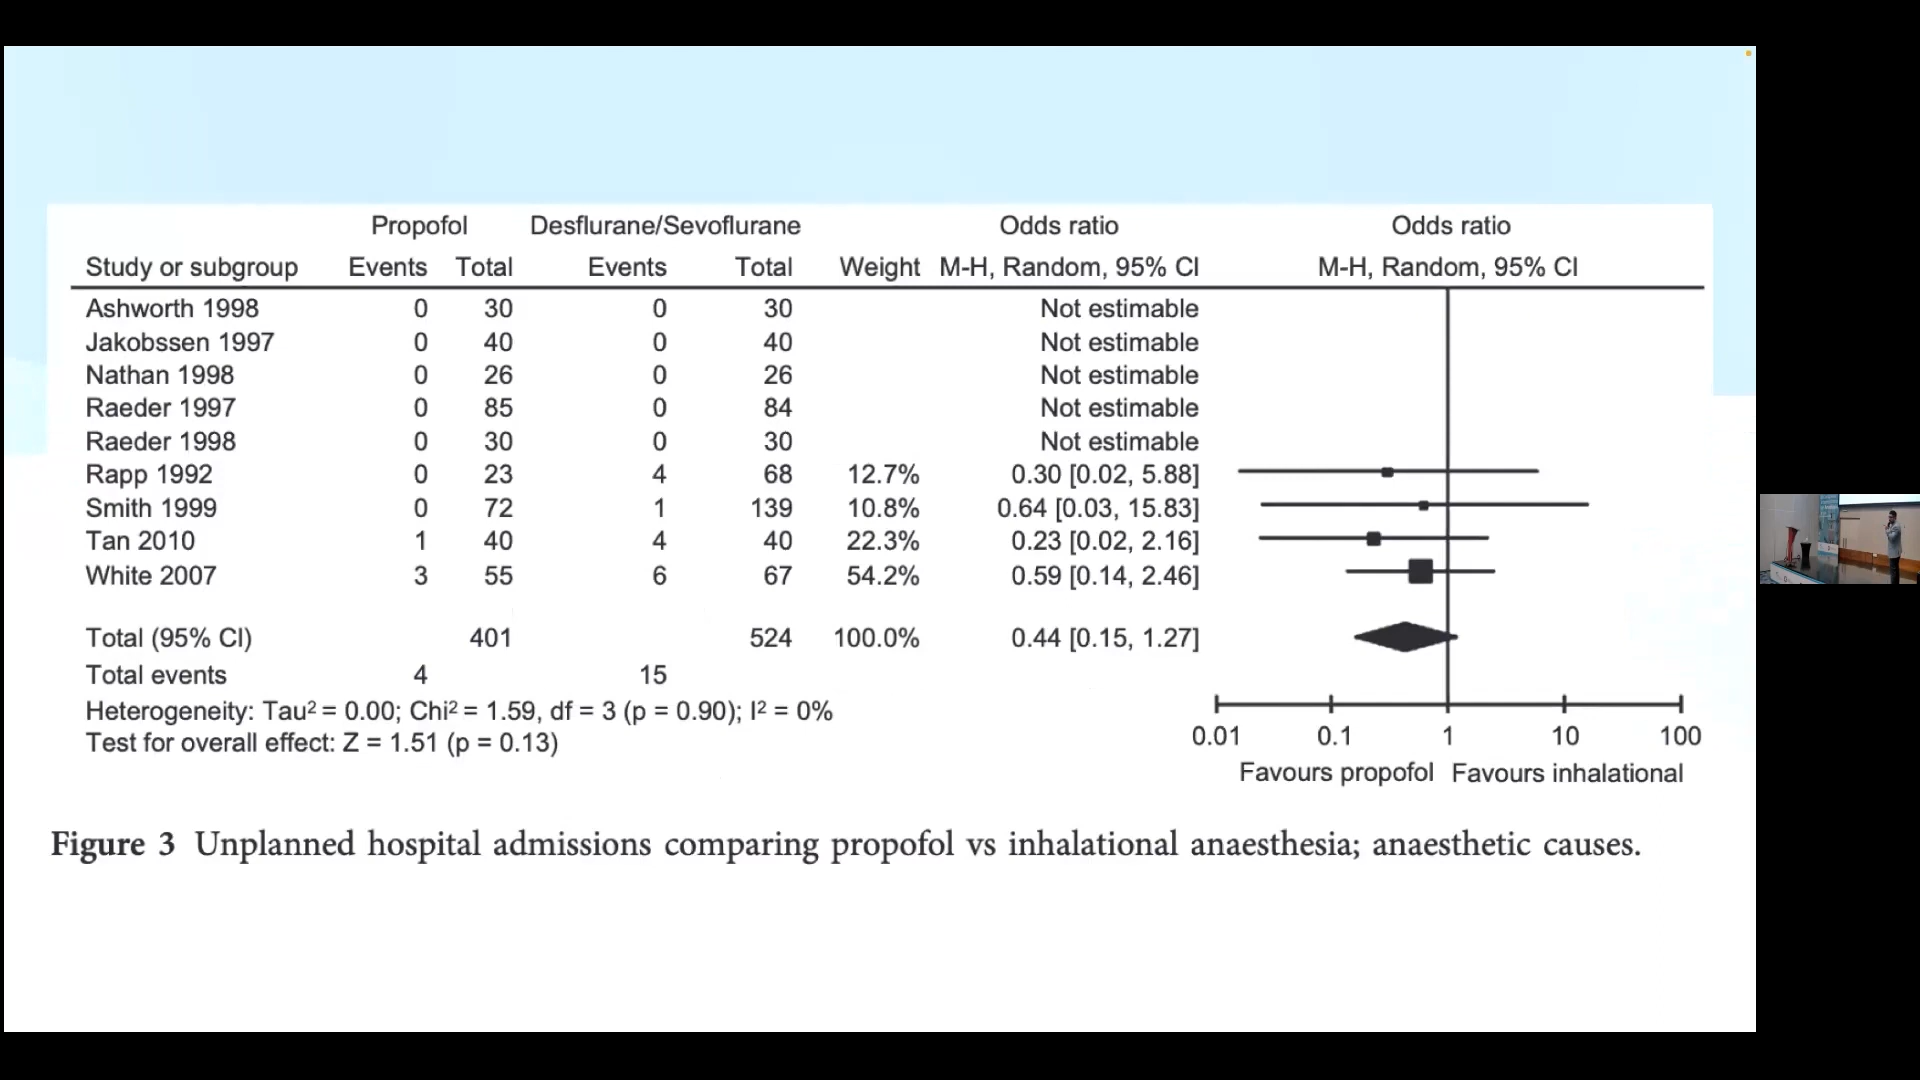 Propofol Desflurane/Sevoflurane Odds ratio Odds ratio
Study or subgroup Events Total Events Total Weight M-H, Random, 95% CI M-H, Random, 95% CI
Ashworth 1998 0 30 0 30 Not estimable
Jakobssen 1997 0 40 0 40 Not estimable
Nathan 1998 0 26 0 26 Not estimable
Raeder 1997 0 85 0 84 Not estimable
Raeder 1998 0 30 0 30 Not estimable
Rapp 1992 0 23 4 68 12.7% 0.30 [0.02, 5.88]
Smith 1999 0 72 1 139 10.8% 0.64 [0.03, 15.83]
Tan 2010 1 40 4 40 22.3% 0.23 [0.02, 2.16]
White 2007 3 55 6 67 54.2% 0.59 [0.14, 2.46]
Total (95% CI) 401 524 100.0% 0.44 [0.15, 1.27]
Total events 4 15
Heterogeneity: Tau² = 0.00; Chi² = 1.59, df = 3 (p = 0.90); I² = 0%
Test for overall effect: Z = 1.51 (p = 0.13)
0.01 0.1 1 10 100
Favours propofol Favours inhalational
Figure 3 Unplanned hospital admissions comparing propofol vs inhalational anaesthesia; anaesthetic causes.